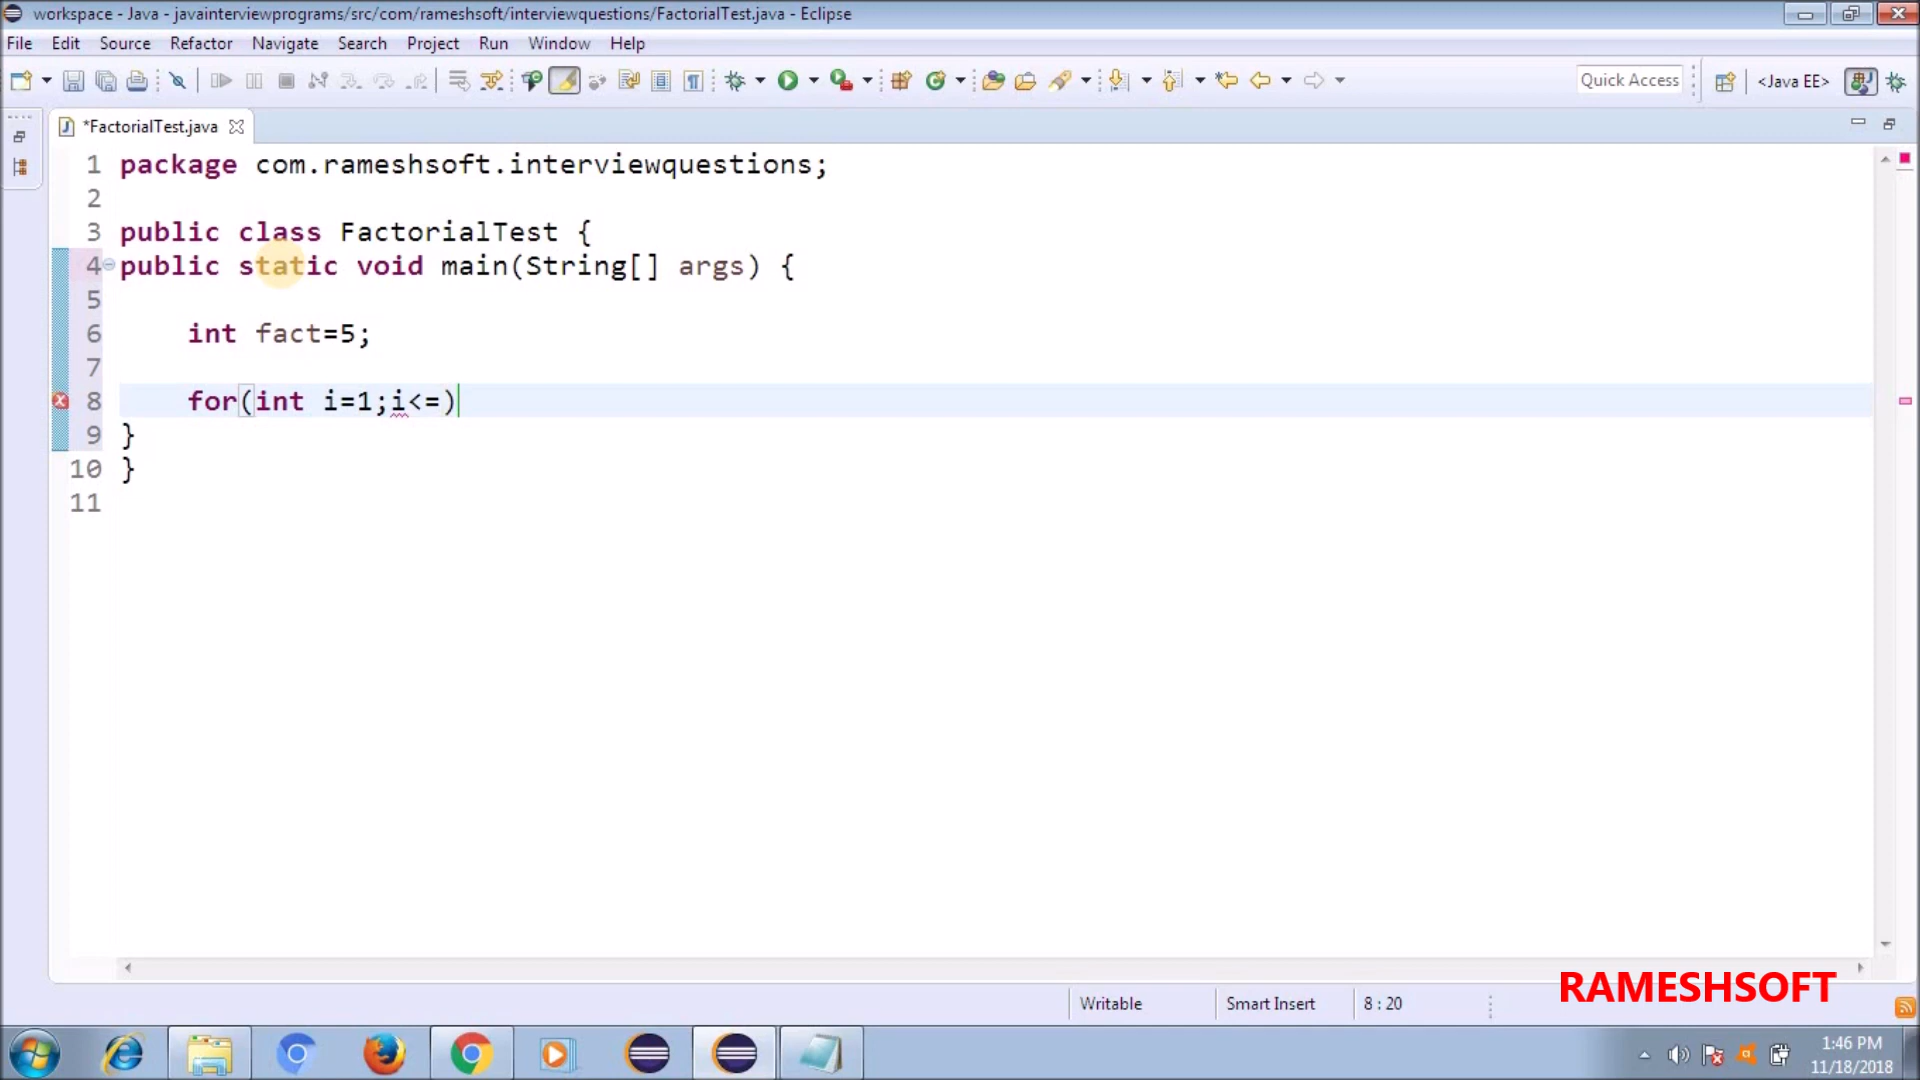 workspace - Java - javainterviewprograms/src/com/rameshsoft/interviewquestions/FactorialTest.java - Eclipse
File Edit Source Refactor Navigate Search Project Run Window Help
Quick Access <Java EE>
*FactorialTest.java
1 package com.rameshsoft.interviewquestions;
2
3 public class FactorialTest {
4 public static void main(String[] args) {
5
6 int fact=5;
7
8 for(int i=1;i<=)
9 }
10 }
11
RAMESHSOFT
Writable Smart Insert 8 : 20
1:46 PM
11/18/2018